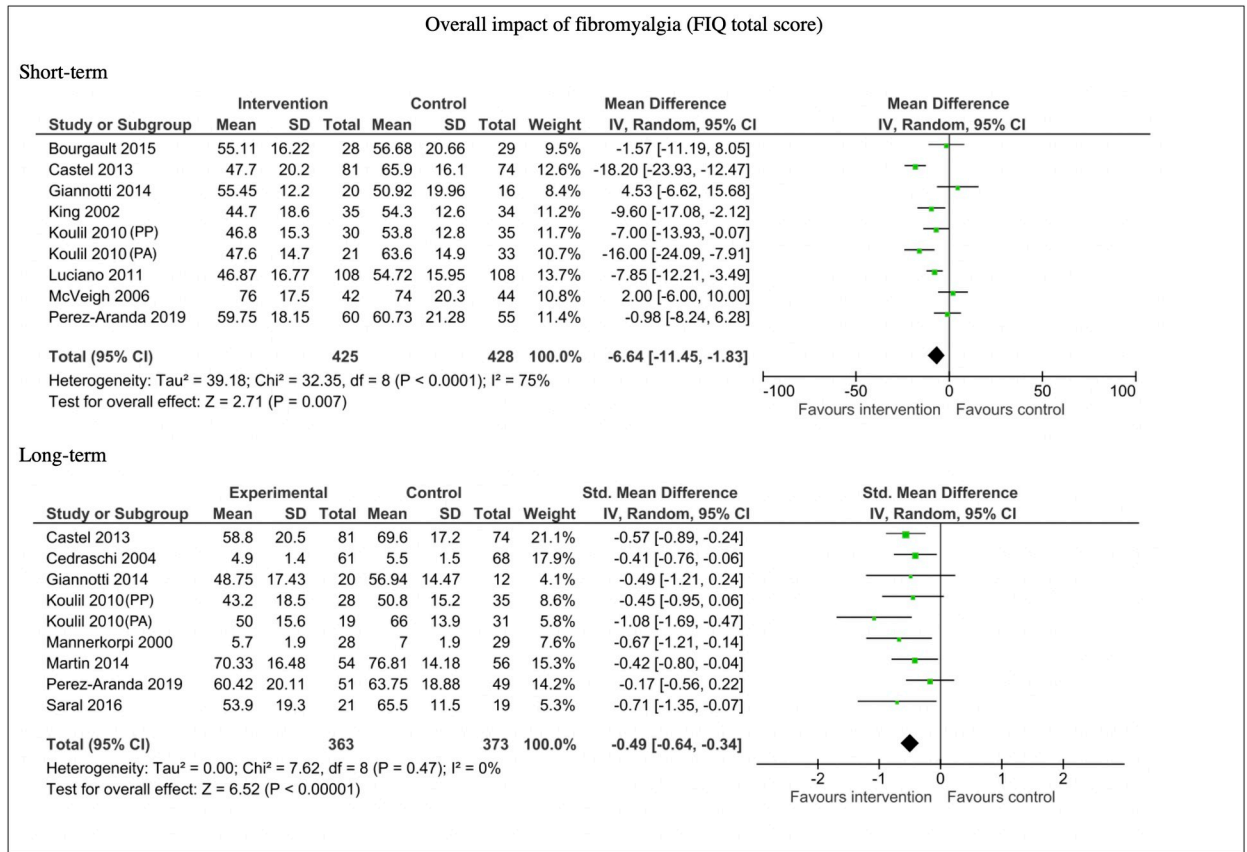 Overall impact of fibromyalgia (FIQ total score)
Short-term
Intervention Control Mean Difference Mean Difference
Study or Subgroup Mean SD Total Mean SD Total Weight IV, Random, 95% CI IV, Random, 95% CI
Bourgault 2015 55.11 16.22 28 56.68 20.66 29 9.5% -1.57 [-11.19, 8.05]
Castel 2013 47.7 20.2 81 65.9 16.1 74 12.6% -18.20 [-23.93, -12.47]
Giannotti 2014 55.45 12.2 20 50.92 19.96 16 8.4% 4.53 [-6.62, 15.68]
King 2002 44.7 18.6 35 54.3 12.6 34 11.2% -9.60 [-17.08, -2.12]
Koulil 2010 (PP) 46.8 15.3 30 53.8 12.8 35 11.7% -7.00 [-13.93, -0.07]
Koulil 2010 (PA) 47.6 14.7 21 63.6 14.9 33 10.7% -16.00 [-24.09, -7.91]
Luciano 2011 46.87 16.77 108 54.72 15.95 108 13.7% -7.85 [-12.21, -3.49]
McVeigh 2006 76 17.5 42 74 20.3 44 10.8% 2.00 [-6.00, 10.00]
Perez-Aranda 2019 59.75 18.15 60 60.73 21.28 55 11.4% -0.98 [-8.24, 6.28]
Total (95% CI) 425 428 100.0% -6.64 [-11.45, -1.83]
Heterogeneity: Tau² = 39.18; Chi² = 32.35, df = 8 (P < 0.0001); I² = 75%
Test for overall effect: Z = 2.71 (P = 0.007)
-100 -50 0 50 100
Favours intervention Favours control
Long-term
Experimental Control Std. Mean Difference Std. Mean Difference
Study or Subgroup Mean SD Total Mean SD Total Weight IV, Random, 95% CI IV, Random, 95% CI
Castel 2013 58.8 20.5 81 69.6 17.2 74 21.1% -0.57 [-0.89, -0.24]
Cedraschi 2004 4.9 1.4 61 5.5 1.5 68 17.9% -0.41 [-0.76, -0.06]
Giannotti 2014 48.75 17.43 20 56.94 14.47 12 4.1% -0.49 [-1.21, 0.24]
Koulil 2010(PP) 43.2 18.5 28 50.8 15.2 35 8.6% -0.45 [-0.95, 0.06]
Koulil 2010(PA) 50 15.6 19 66 13.9 31 5.8% -1.08 [-1.69, -0.47]
Mannerkorpi 2000 5.7 1.9 28 7 1.9 29 7.6% -0.67 [-1.21, -0.14]
Martin 2014 70.33 16.48 54 76.81 14.18 56 15.3% -0.42 [-0.80, -0.04]
Perez-Aranda 2019 60.42 20.11 51 63.75 18.88 49 14.2% -0.17 [-0.56, 0.22]
Saral 2016 53.9 19.3 21 65.5 11.5 19 5.3% -0.71 [-1.35, -0.07]
Total (95% CI) 363 373 100.0% -0.49 [-0.64, -0.34]
Heterogeneity: Tau² = 0.00; Chi² = 7.62, df = 8 (P = 0.47); I² = 0%
Test for overall effect: Z = 6.52 (P < 0.00001)
-2 -1 0 1 2
Favours intervention Favours control